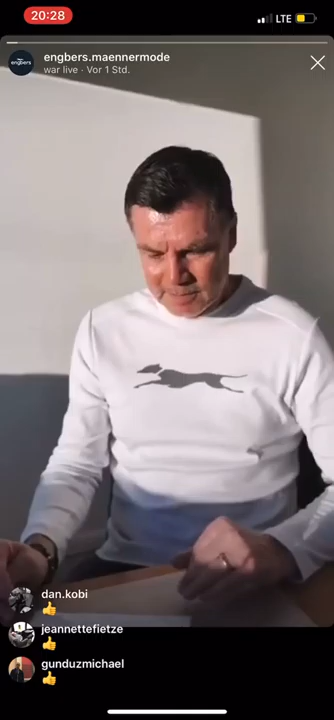 20:28
LTE
engbers
engbers.maennermode
war live · Vor 1 Std.
dan.kobi
👍
jeannettefietze
👍
gunduzmichael
👍